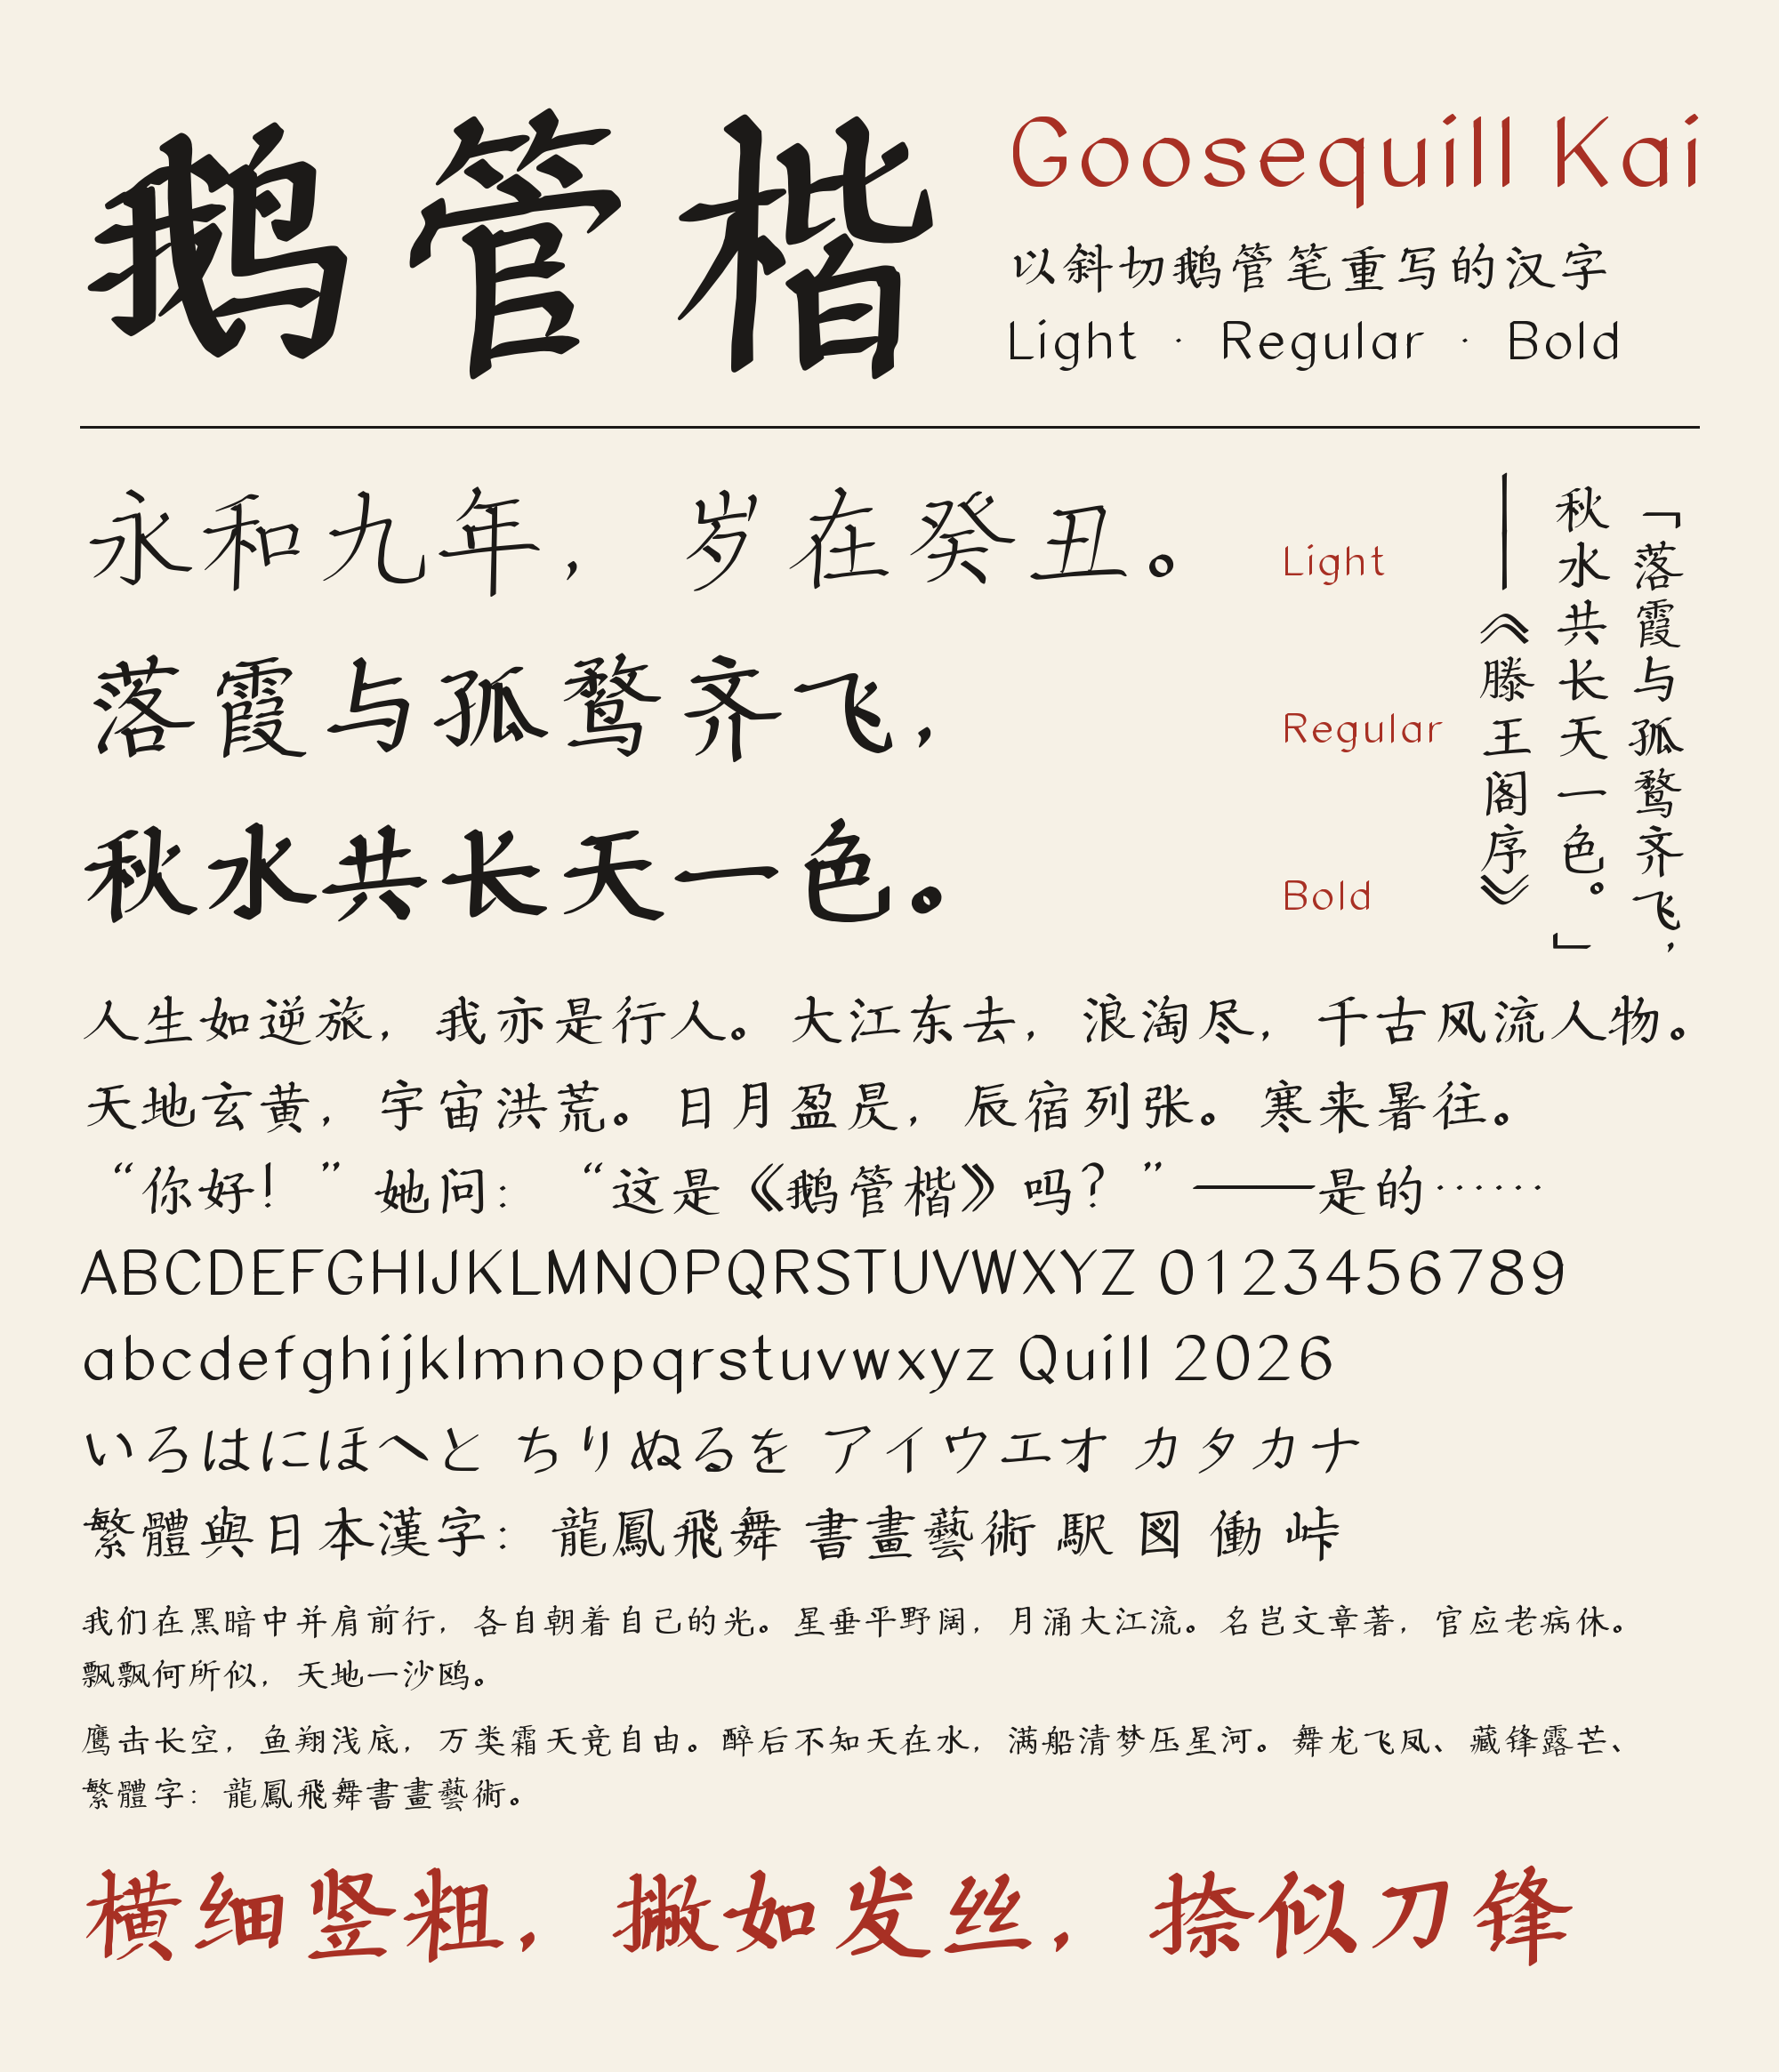 鹅管楷
Goosequill Kai
以斜切鹅管笔重写的汉字
Light · Regular · Bold
永和九年，岁在癸丑。
Light
落霞与孤鹜齐飞，
Regular
秋水共长天一色。
Bold
「落霞与孤鹜齐飞，
秋水共长天一色。」
——《滕王阁序》
人生如逆旅，我亦是行人。大江东去，浪淘尽，千古风流人物。
天地玄黄，宇宙洪荒。日月盈昃，辰宿列张。寒来暑往。
“你好！”她问：“这是《鹅管楷》吗？”——是的……
ABCDEFGHIJKLMNOPQRSTUVWXYZ 0123456789
abcdefghijklmnopqrstuvwxyz Quill 2026
いろはにほへと ちりぬるを アイウエオ カタカナ
繁體與日本漢字：龍鳳飛舞 書畫藝術 駅 図 働 峠
我们在黑暗中并肩前行，各自朝着自己的光。星垂平野阔，月涌大江流。名岂文章著，官应老病休。
飘飘何所似，天地一沙鸥。
鹰击长空，鱼翔浅底，万类霜天竞自由。醉后不知天在水，满船清梦压星河。舞龙飞凤、藏锋露芒、
繁體字：龍鳳飛舞書畫藝術。
横细竖粗，撇如发丝，捺似刀锋